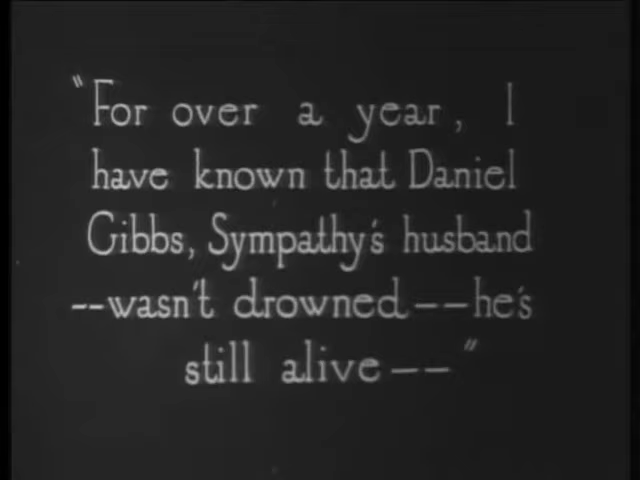 "For over a year, I
have known that Daniel
Gibbs, Sympathy's husband
--wasn't drowned--he's
still alive--"